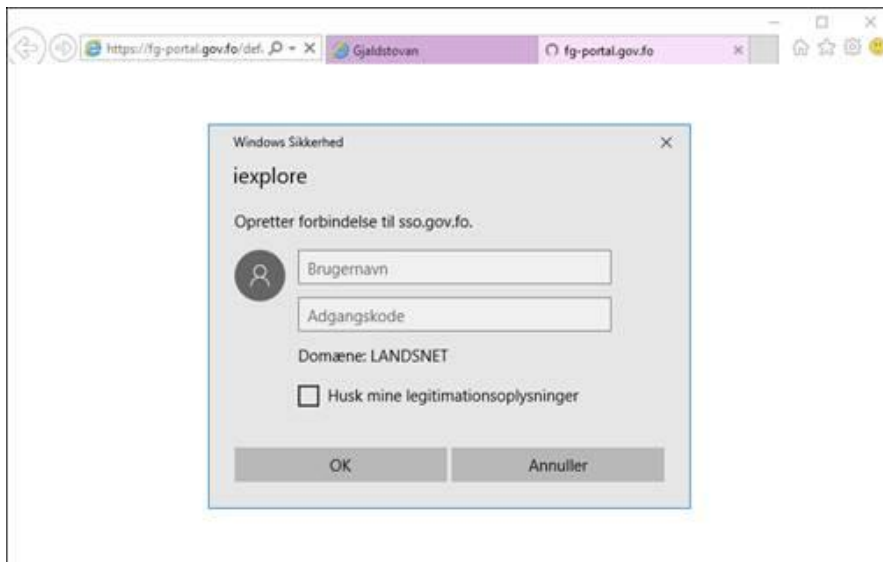 https://fg-portal.gov.fo/def. Gjaldstovan fg-portal.gov.fo
Windows Sikkerhed
iexplore
Opretter forbindelse til sso.gov.fo.
Brugernavn
Adgangskode
Domæne: LANDSNET
Husk mine legitimationsoplysninger
OK Annuller